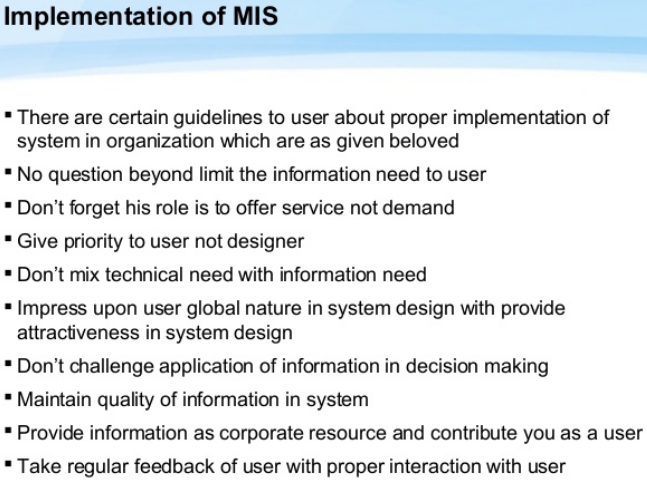 Implementation of MIS
▪ There are certain guidelines to user about proper implementation of
system in organization which are as given beloved
▪ No question beyond limit the information need to user
▪ Don't forget his role is to offer service not demand
▪ Give priority to user not designer
▪ Don't mix technical need with information need
▪ Impress upon user global nature in system design with provide
attractiveness in system design
▪ Don't challenge application of information in decision making
▪ Maintain quality of information in system
▪ Provide information as corporate resource and contribute you as a user
▪ Take regular feedback of user with proper interaction with user